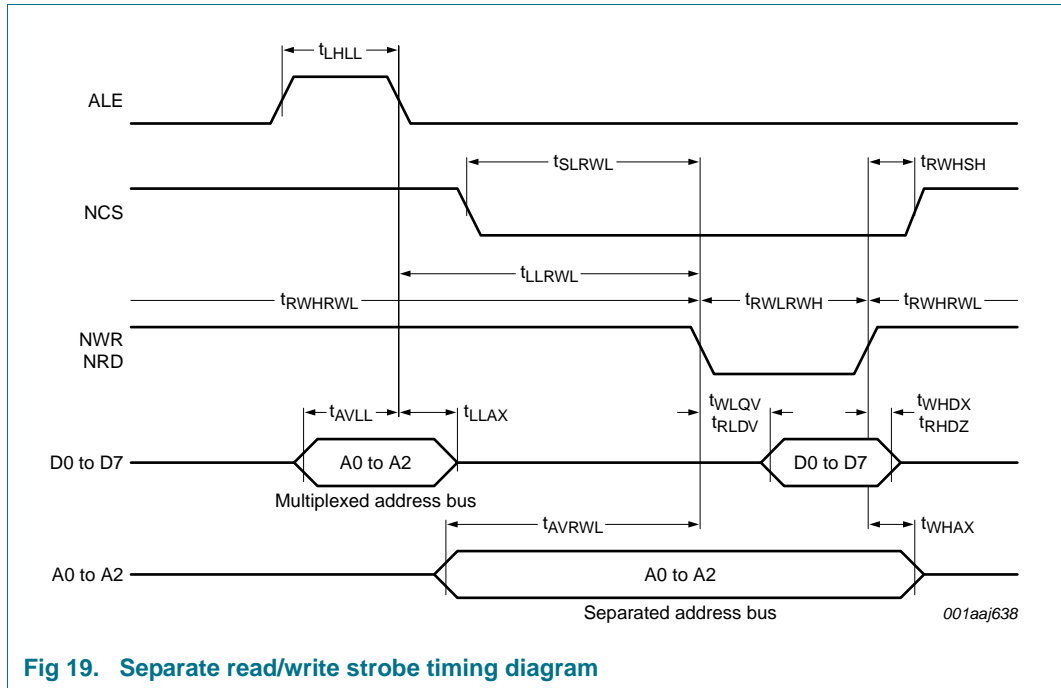 tLHLL
ALE
tSLRWL
tRWHSH
NCS
tLLRWL
tRWHRWL
tRWLRWH
tRWHRWL
NWR
NRD
tAVLL
tLLAX
tWLQV
tRLDV
tWHDX
tRHDZ
D0 to D7
A0 to A2
D0 to D7
Multiplexed address bus
tAVRWL
tWHAX
A0 to A2
A0 to A2
Separated address bus
001aaj638
Fig 19. Separate read/write strobe timing diagram